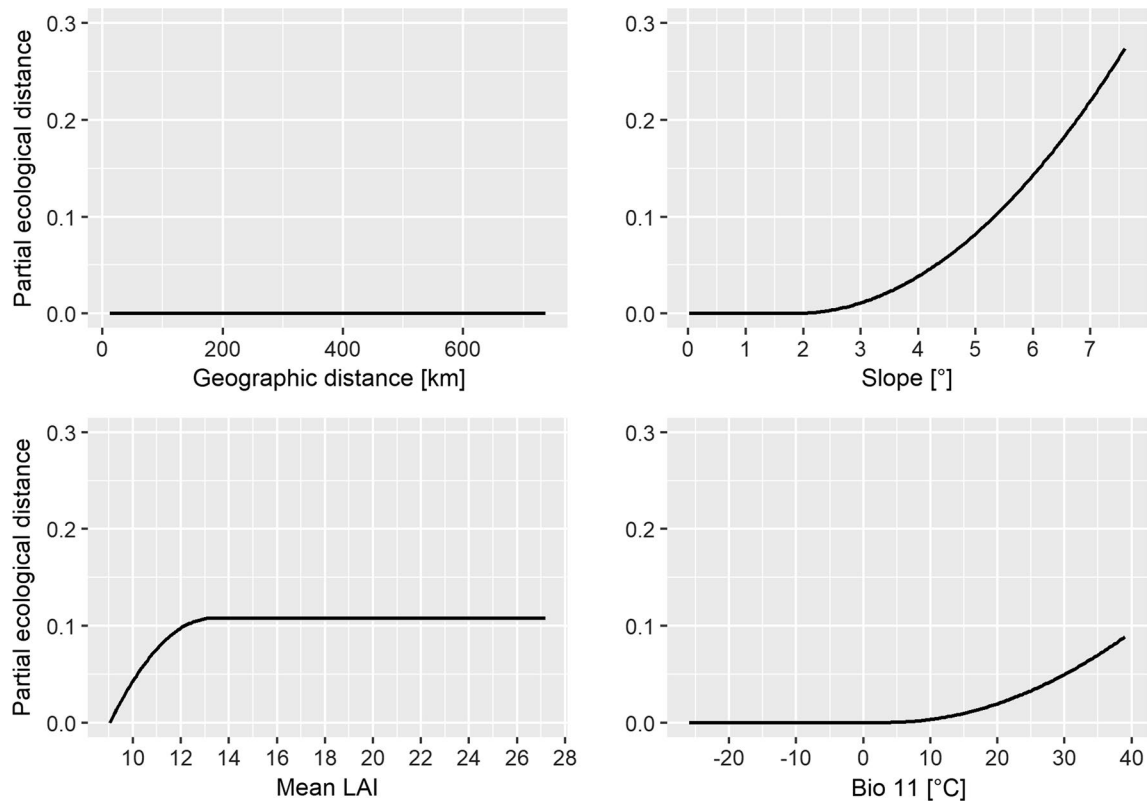 Partial ecological distance
0.3
0.2
0.1
0.0
0 200 400 600
Geographic distance [km]
0.3
0.2
0.1
0.0
0 1 2 3 4 5 6 7
Slope [°]
Partial ecological distance
0.3
0.2
0.1
0.0
10 12 14 16 18 20 22 24 26 28
Mean LAI
0.3
0.2
0.1
0.0
-20 -10 0 10 20 30 40
Bio 11 [°C]